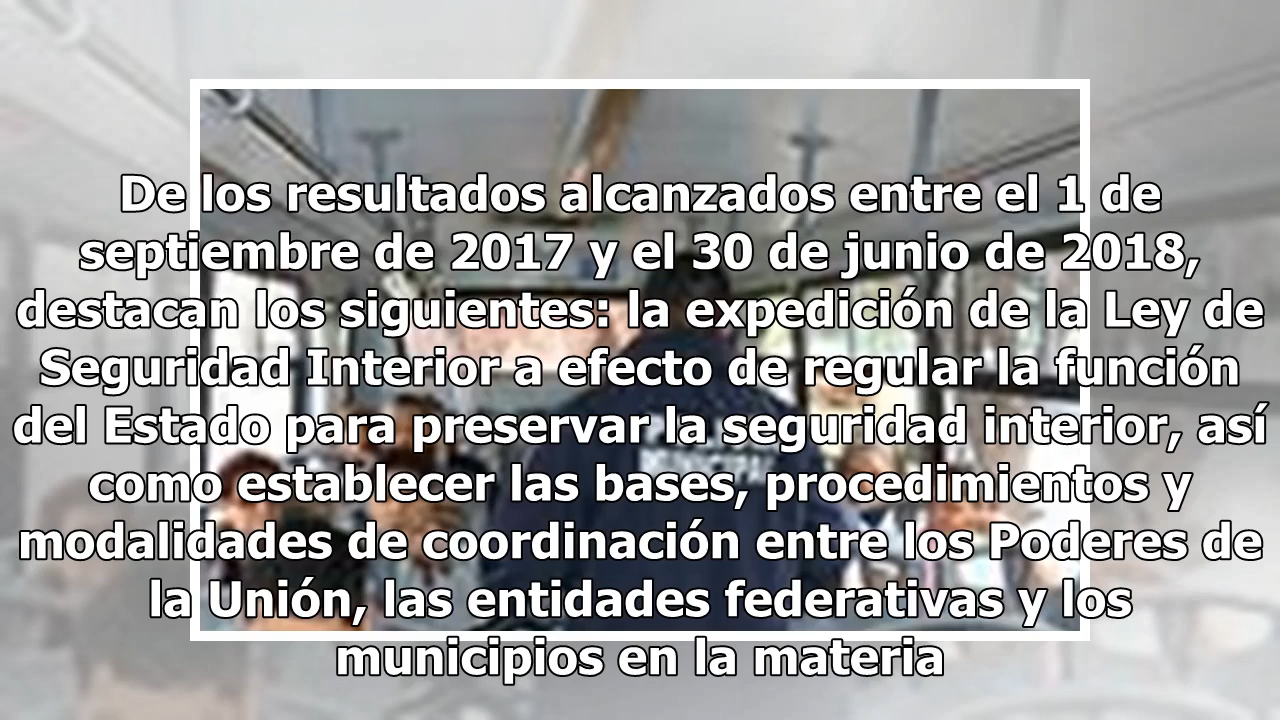 De los resultados alcanzados entre el 1 de
septiembre de 2017 y el 30 de junio de 2018,
destacan los siguientes: la expedición de la Ley de
Seguridad Interior a efecto de regular la función
del Estado para preservar la seguridad interior, así
como establecer las bases, procedimientos y
modalidades de coordinación entre los Poderes de
la Unión, las entidades federativas y los
municipios en la materia